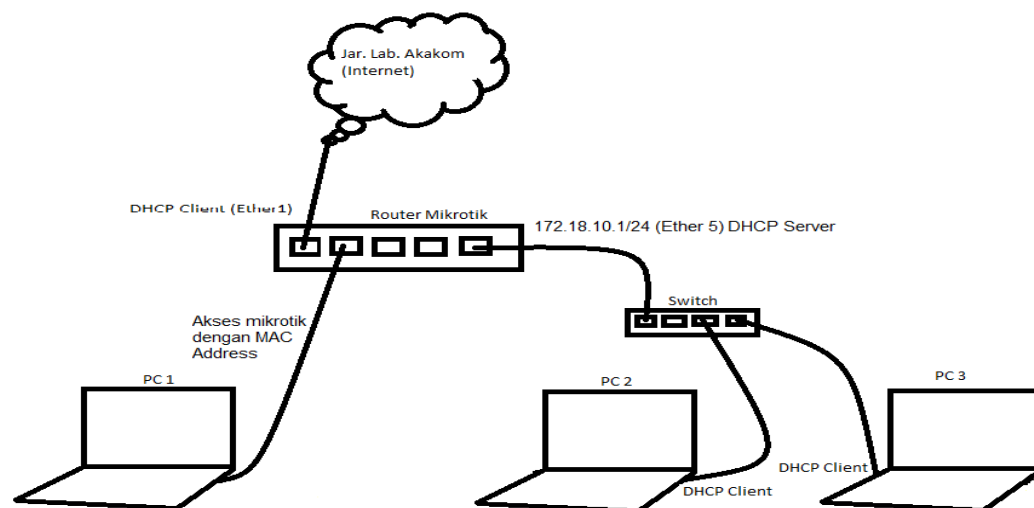 Jar. Lab. Akakom
(Internet)
DHCP Client (Ether1)
Router Mikrotik
172.18.10.1/24 (Ether 5) DHCP Server
Switch
Akses mikrotik
dengan MAC
Address
PC 1
PC 2
PC 3
DHCP Client
DHCP Client